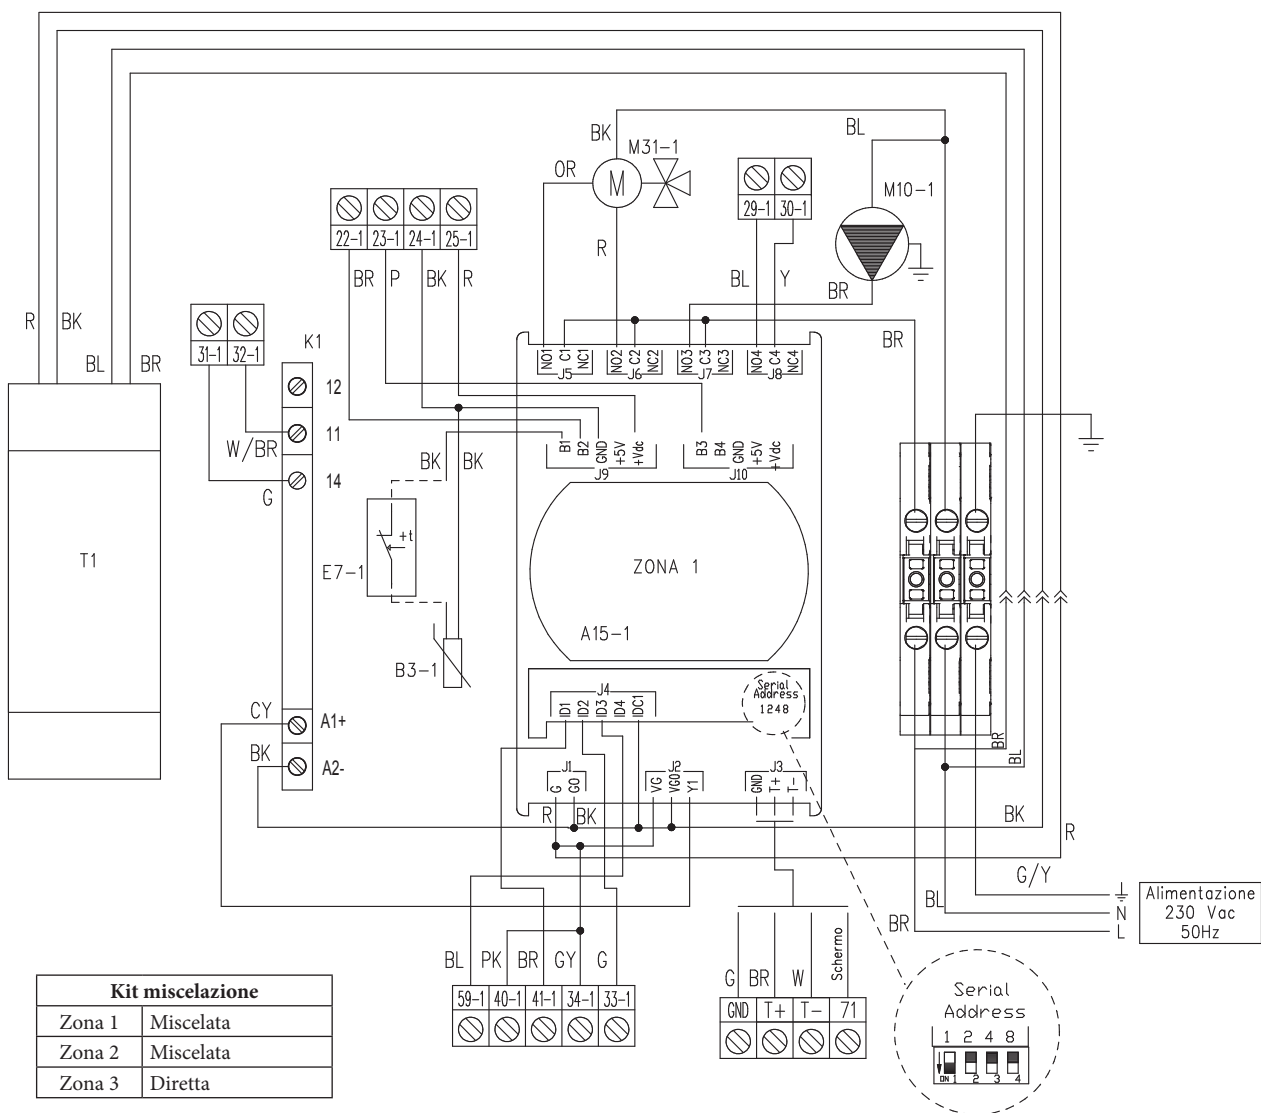 BK
M31-1
OR
M
BL
M10-1
29-1 30-1
22-1 23-1 24-1 25-1
BR P BK R
R
BL Y
BR
BR
R BK
BL BR
31-1 32-1
K1
12
11
14
W/BR
G
NO1 C1 NC1
J5
NO2 C2 NC2
J6
NO3 C3 NC3
J7
NO4 C4 NC4
J8
B1 B2 GND +5V +Vdc
J9
B3 B4 GND +5V +Vdc
J10
BK BK
+t
E7-1
B3-1
T1
ZONA 1
A15-1
Serial
Address
1248
J4
ID1 ID2 ID3 ID4 IDC1
CY A1+
BK A2-
J1
G GO
J2
VG VGO Y1
J3
GND T+ T-
R BK
BR
BL
BK
R
G/Y
BL
BR
N
L
Alimentazione
230 Vac
50Hz
BL PK BR GY G
59-1 40-1 41-1 34-1 33-1
G BR W Schermo
GND T+ T- 71
Serial
Address
1 2 4 8
ON 1 2 3 4
Kit miscelazione
Zona 1 Miscelata
Zona 2 Miscelata
Zona 3 Diretta